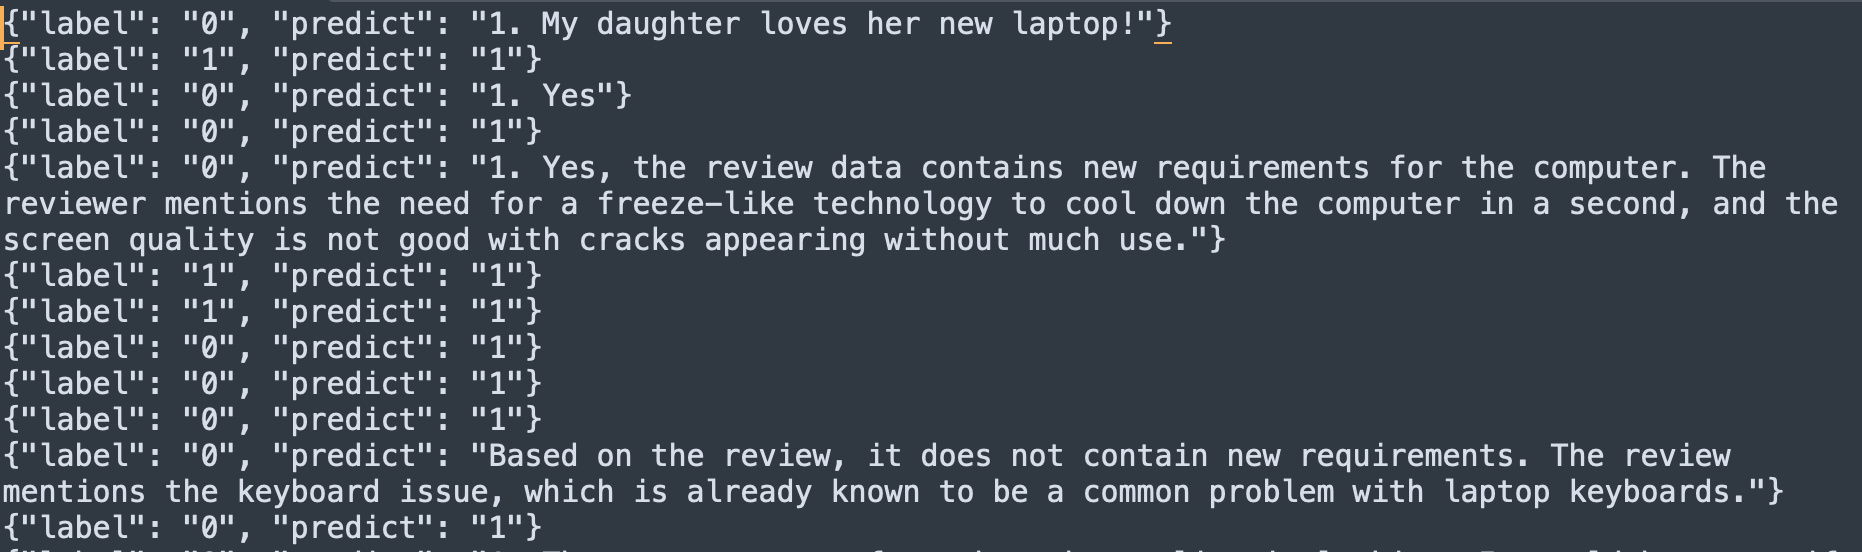 {"label": "0", "predict": "1. My daughter loves her new laptop!"}
{"label": "1", "predict": "1"}
{"label": "0", "predict": "1. Yes"}
{"label": "0", "predict": "1"}
{"label": "0", "predict": "1. Yes, the review data contains new requirements for the computer. The
reviewer mentions the need for a freeze-like technology to cool down the computer in a second, and the
screen quality is not good with cracks appearing without much use."}
{"label": "1", "predict": "1"}
{"label": "1", "predict": "1"}
{"label": "0", "predict": "1"}
{"label": "0", "predict": "1"}
{"label": "0", "predict": "1"}
{"label": "0", "predict": "Based on the review, it does not contain new requirements. The review
mentions the keyboard issue, which is already known to be a common problem with laptop keyboards."}
{"label": "0", "predict": "1"}